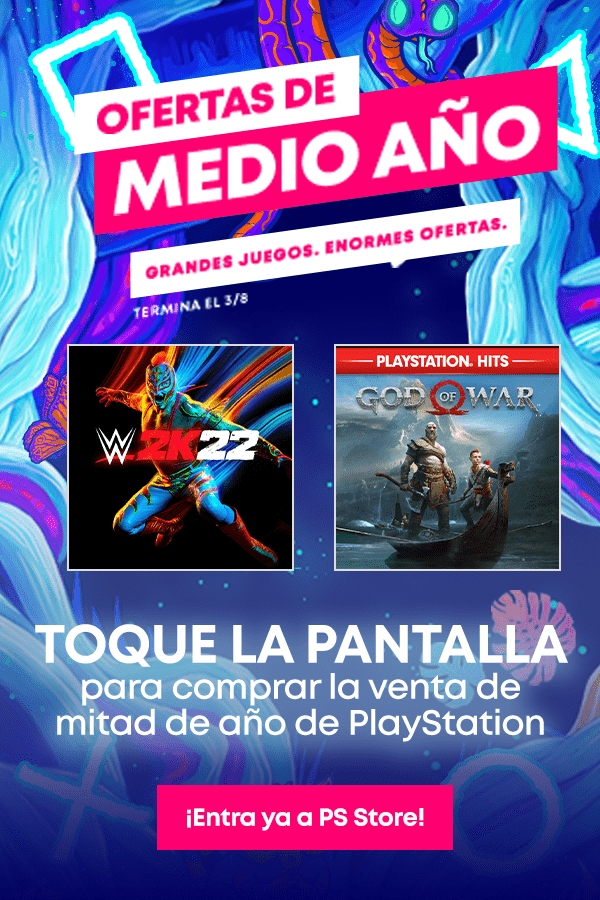 OFERTAS DE
MEDIO AÑO
GRANDES JUEGOS. ENORMES OFERTAS.
TERMINA EL 3/8
W 2K22
PLAYSTATION® HITS
GOD OF WAR
TOQUE LA PANTALLA
para comprar la venta de
mitad de año de PlayStation
¡Entra ya a PS Store!